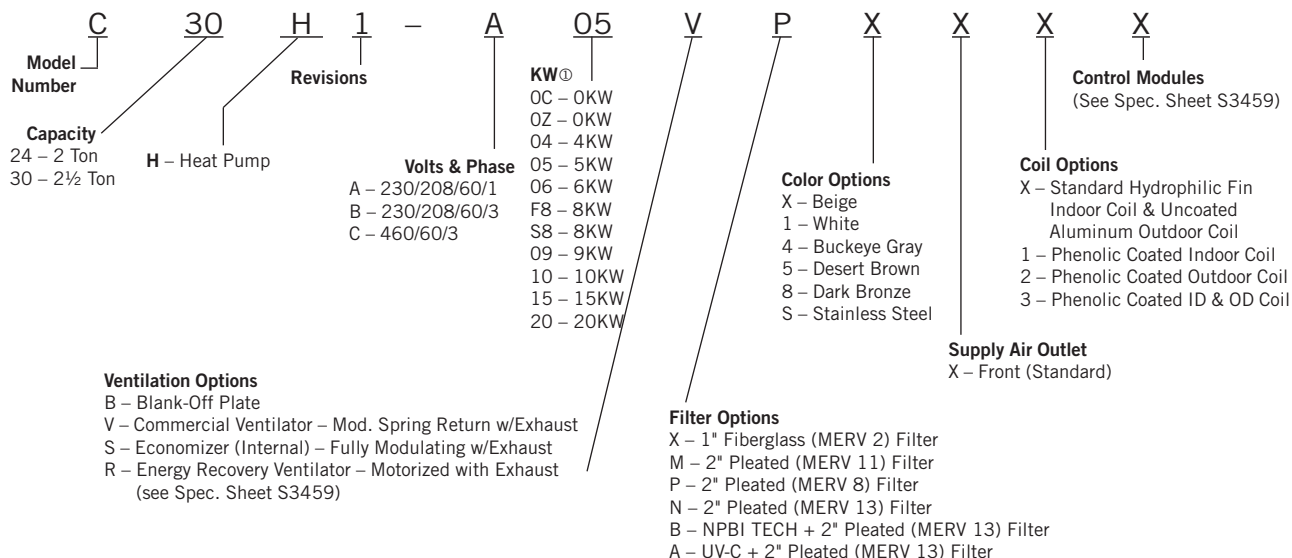 C 30 H 1 – A 05 V P X X X X
Model
Number
Capacity
24 – 2 Ton
30 – 2½ Ton
H – Heat Pump
Revisions
Volts & Phase
A – 230/208/60/1
B – 230/208/60/3
C – 460/60/3
KW①
0C – 0KW
0Z – 0KW
04 – 4KW
05 – 5KW
06 – 6KW
F8 – 8KW
S8 – 8KW
09 – 9KW
10 – 10KW
15 – 15KW
20 – 20KW
Ventilation Options
B – Blank-Off Plate
V – Commercial Ventilator – Mod. Spring Return w/Exhaust
S – Economizer (Internal) – Fully Modulating w/Exhaust
R – Energy Recovery Ventilator – Motorized with Exhaust
(see Spec. Sheet S3459)
Filter Options
X – 1" Fiberglass (MERV 2) Filter
M – 2" Pleated (MERV 11) Filter
P – 2" Pleated (MERV 8) Filter
N – 2" Pleated (MERV 13) Filter
B – NPBI TECH + 2" Pleated (MERV 13) Filter
A – UV-C + 2" Pleated (MERV 13) Filter
Color Options
X – Beige
1 – White
4 – Buckeye Gray
5 – Desert Brown
8 – Dark Bronze
S – Stainless Steel
Supply Air Outlet
X – Front (Standard)
Coil Options
X – Standard Hydrophilic Fin
Indoor Coil & Uncoated
Aluminum Outdoor Coil
1 – Phenolic Coated Indoor Coil
2 – Phenolic Coated Outdoor Coil
3 – Phenolic Coated ID & OD Coil
Control Modules
(See Spec. Sheet S3459)